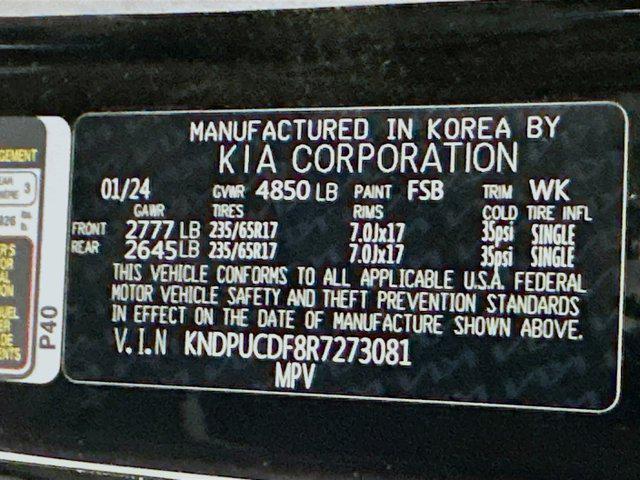 MANUFACTURED IN KOREA BY
KIA CORPORATION
01/24 GVWR 4850 LB PAINT FSB TRIM WK
GAWR TIRES RIMS COLD TIRE INFL
FRONT 2777 LB 235/65R17 7.0Jx17 35psi SINGLE
REAR 2645 LB 235/65R17 7.0Jx17 35psi SINGLE
THIS VEHICLE CONFORMS TO ALL APPLICABLE U.S.A. FEDERAL
MOTOR VEHICLE SAFETY AND THEFT PREVENTION STANDARDS
IN EFFECT ON THE DATE OF MANUFACTURE SHOWN ABOVE.
V.I.N KNDPUCDF8R7273081
MPV
P40
GEMENT
3